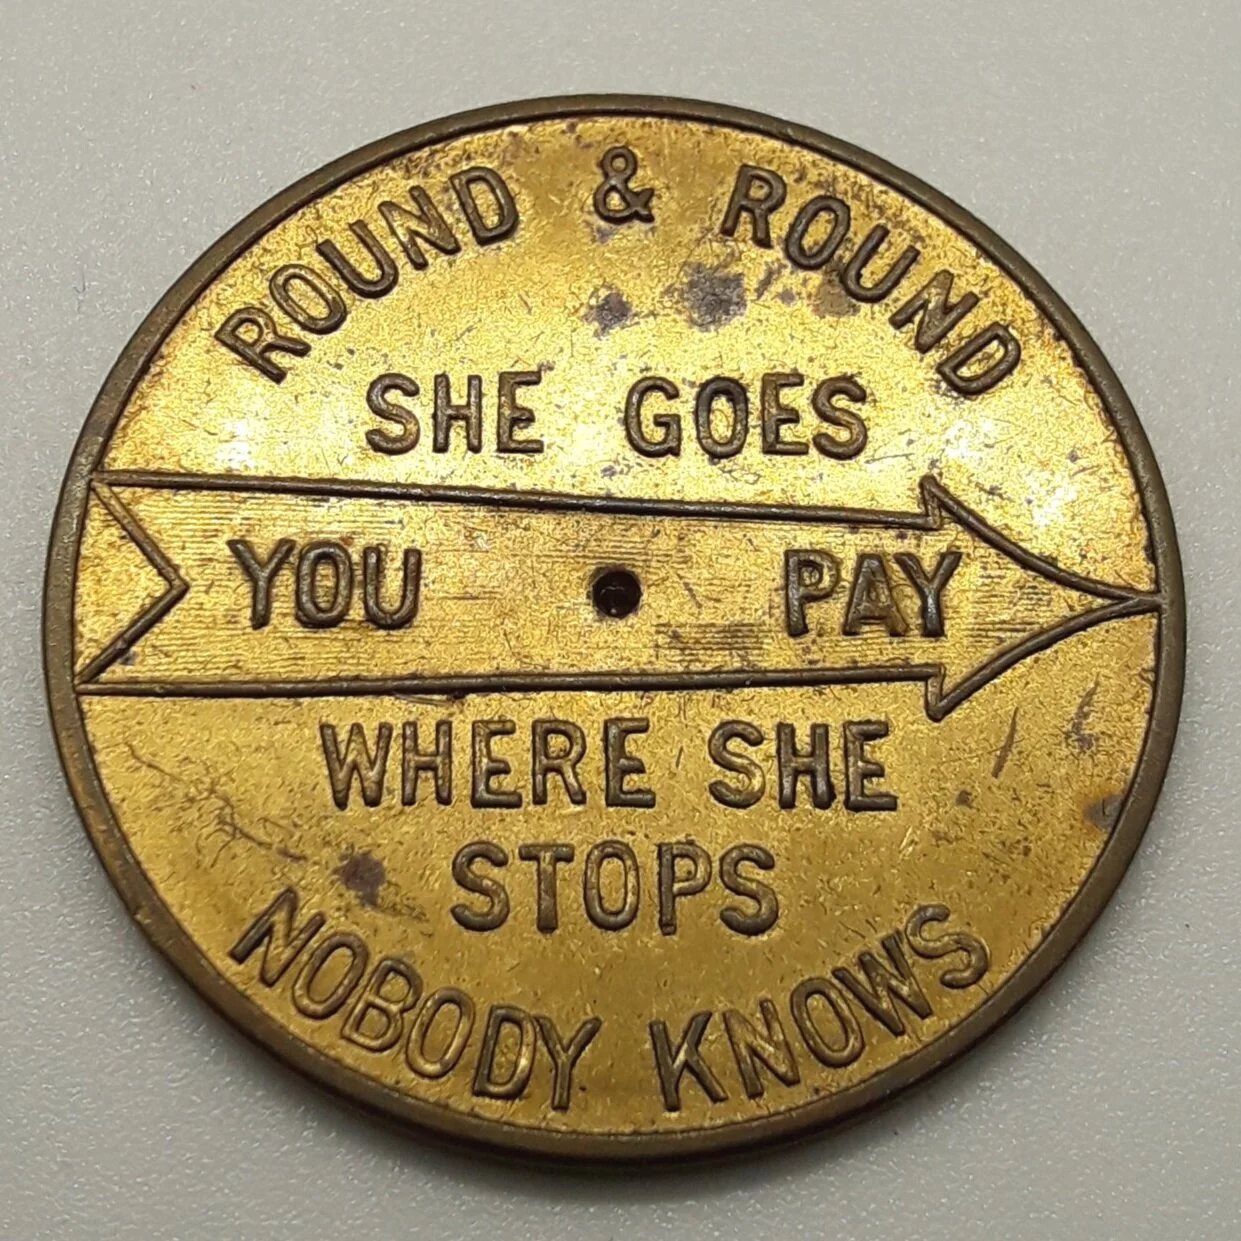 ROUND & ROUND
SHE GOES
YOU PAY
WHERE SHE
STOPS
NOBODY KNOWS